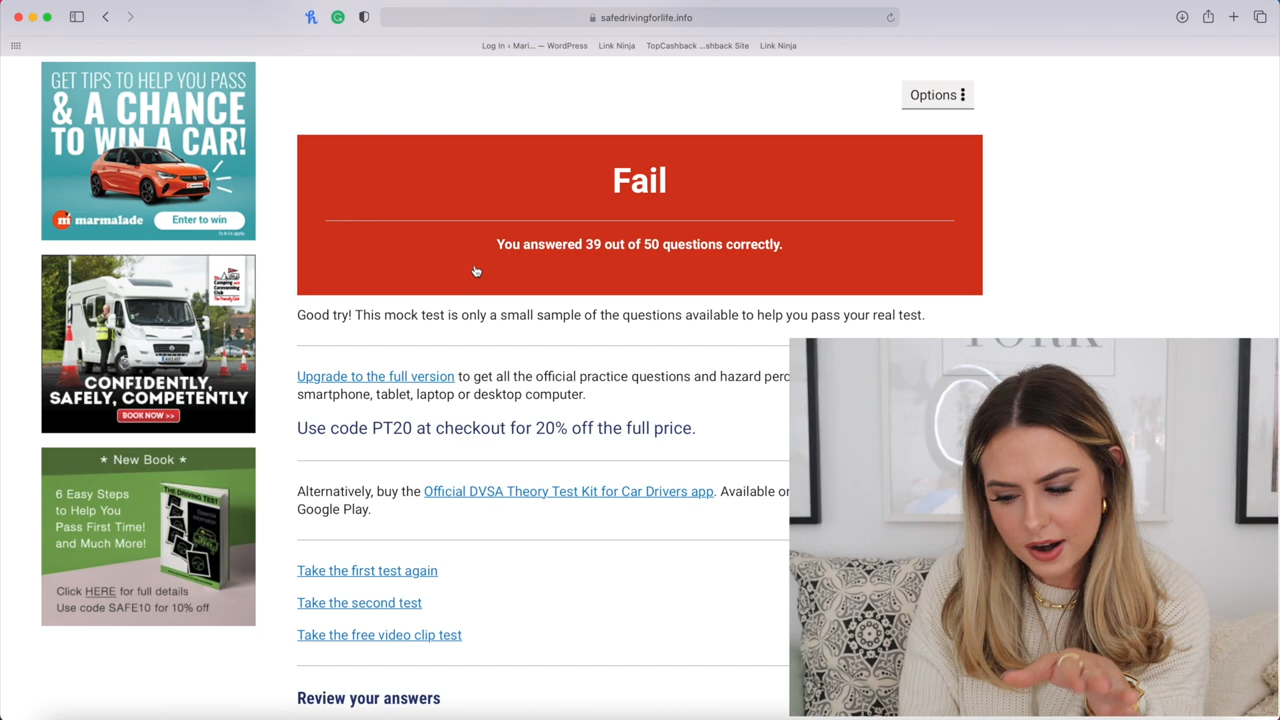 safedrivingforlife.info
Log In ‹ Mari... — WordPress
Link Ninja
TopCashback ...shback Site
Link Ninja
GET TIPS TO HELP YOU PASS
& A CHANCE
TO WIN A CAR!
marmalade
Enter to win
Options
Fail
You answered 39 out of 50 questions correctly.
Good try! This mock test is only a small sample of the questions available to help you pass your real test.
CONFIDENTLY,
SAFELY, COMPETENTLY
BOOK NOW >>
Upgrade to the full version to get all the official practice questions and hazard perc
smartphone, tablet, laptop or desktop computer.
Use code PT20 at checkout for 20% off the full price.
* New Book *
6 Easy Steps
to Help You
Pass First Time!
and Much More!
THE DRIVING TEST
Click HERE for full details
Use code SAFE10 for 10% off
Alternatively, buy the Official DVSA Theory Test Kit for Car Drivers app. Available on
Google Play.
Take the first test again
Take the second test
Take the free video clip test
Review your answers